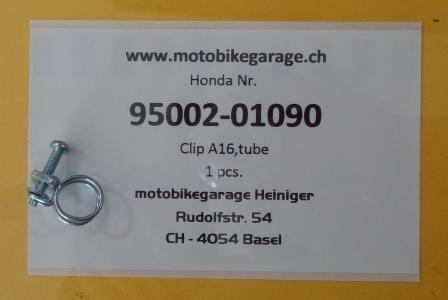 www.motobikegarage.ch
Honda Nr.
95002-01090
Clip A16,tube
1 pcs.
motobikegarage Heiniger
Rudolfstr. 54
CH - 4054 Basel